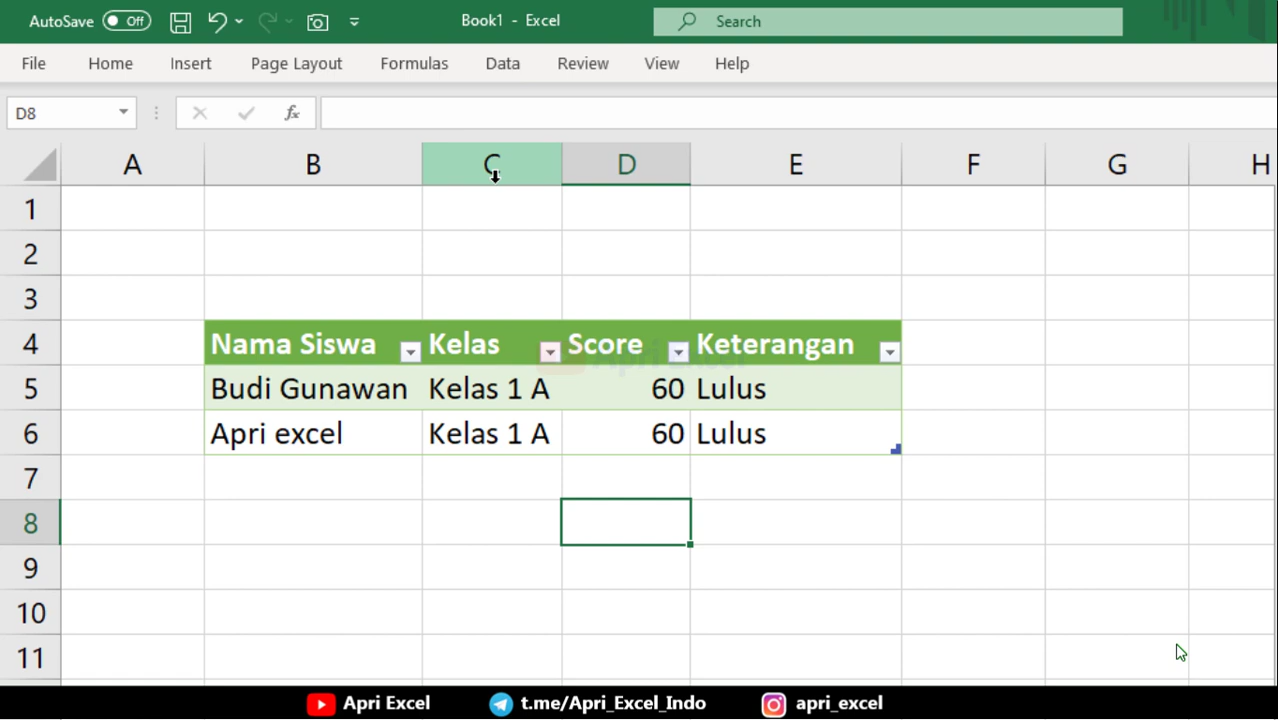 AutoSave Off Book1 - Excel Search
File Home Insert Page Layout Formulas Data Review View Help
D8 fx
A B C D E F G H
1
2
3
4 Nama Siswa Kelas Score Keterangan
5 Budi Gunawan Kelas 1 A 60 Lulus
6 Apri excel Kelas 1 A 60 Lulus
7
8
9
10
11
Apri Excel t.me/Apri_Excel_Indo apri_excel